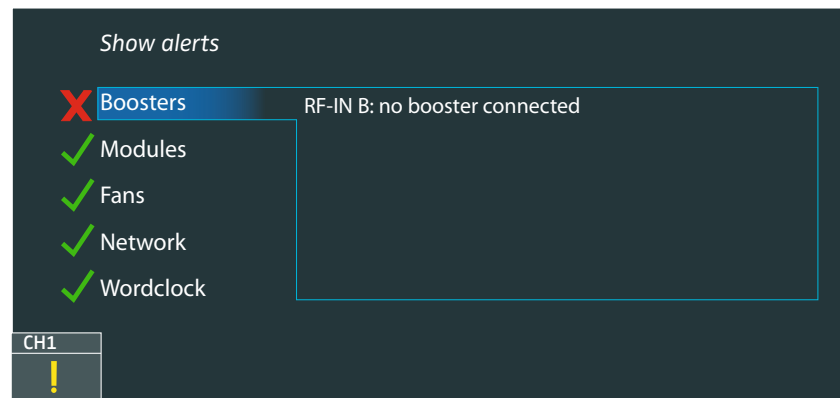 Show alerts
Boosters
RF-IN B: no booster connected
Modules
Fans
Network
Wordclock
CH1
!